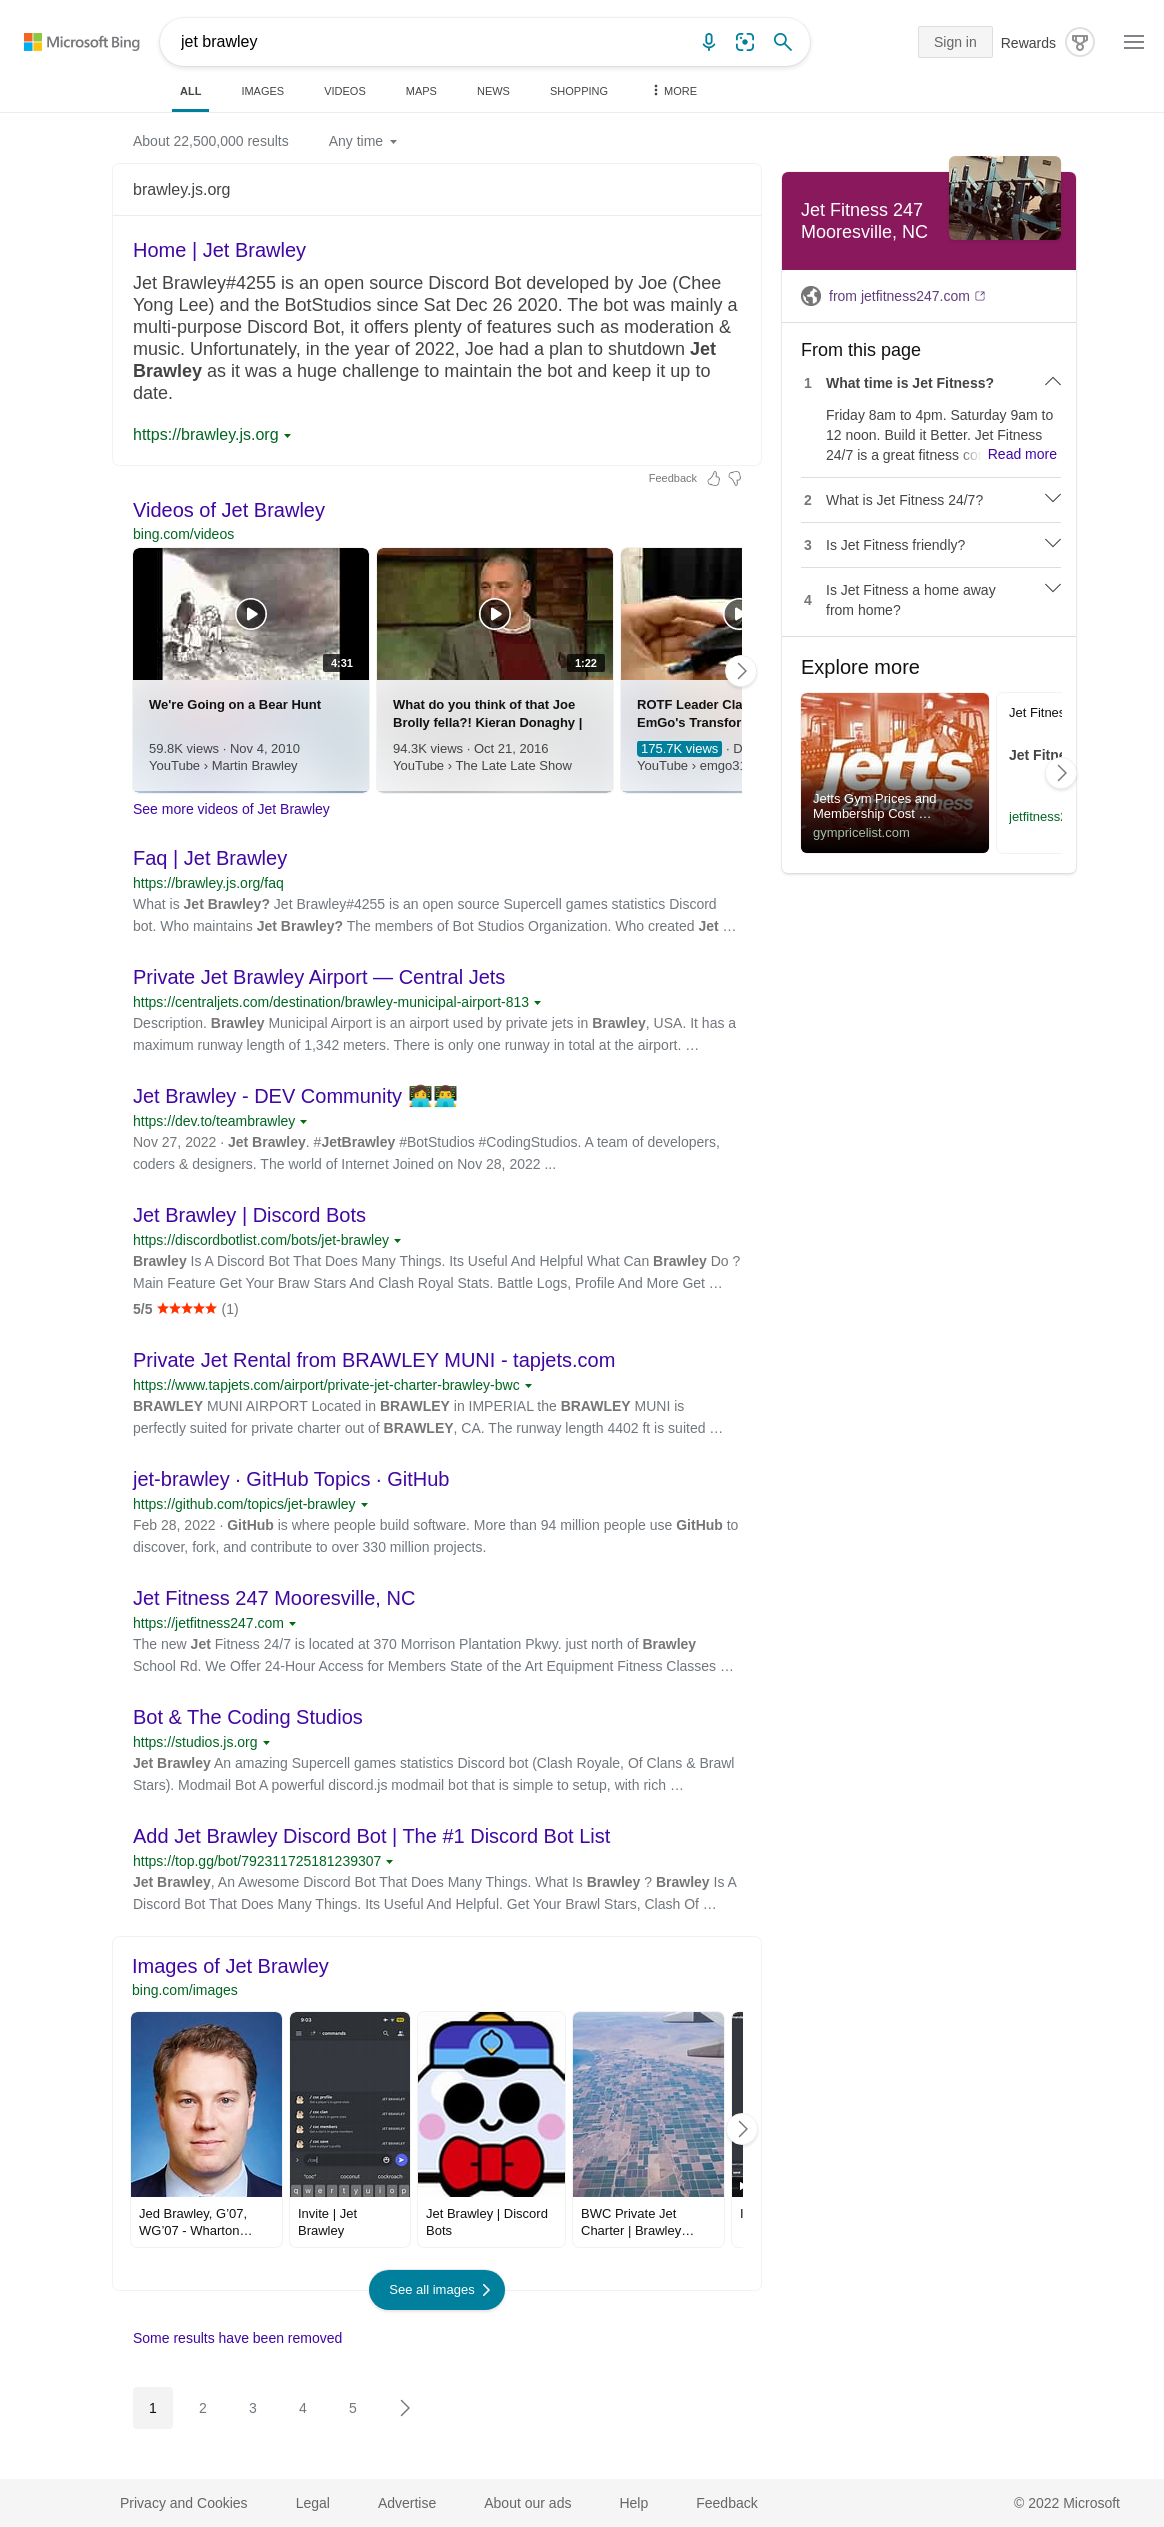 Microsoft Bing
jet brawley
Sign in
Rewards
ALL
IMAGES
VIDEOS
MAPS
NEWS
SHOPPING
MORE
About 22,500,000 results
Any time
brawley.js.org
Home | Jet Brawley
Jet Brawley#4255 is an open source Discord Bot developed by Joe (Chee
Yong Lee) and the BotStudios since Sat Dec 26 2020. The bot was mainly a
multi-purpose Discord Bot, it offers plenty of features such as moderation &
music. Unfortunately, in the year of 2022, Joe had a plan to shutdown Jet
Brawley as it was a huge challenge to maintain the bot and keep it up to
date.
https://brawley.js.org
Feedback
Videos of Jet Brawley
bing.com/videos
4:31
We're Going on a Bear Hunt
59.8K views · Nov 4, 2010
YouTube › Martin Brawley
1:22
What do you think of that Joe
Brolly fella?! Kieran Donaghy |
94.3K views · Oct 21, 2016
YouTube › The Late Late Show
ROTF Leader Cla
EmGo's Transfor
175.7K views · D
YouTube › emgo31
See more videos of Jet Brawley
Faq | Jet Brawley
https://brawley.js.org/faq
What is Jet Brawley? Jet Brawley#4255 is an open source Supercell games statistics Discord
bot. Who maintains Jet Brawley? The members of Bot Studios Organization. Who created Jet …
Private Jet Brawley Airport — Central Jets
https://centraljets.com/destination/brawley-municipal-airport-813
Description. Brawley Municipal Airport is an airport used by private jets in Brawley, USA. It has a
maximum runway length of 1,342 meters. There is only one runway in total at the airport. …
Jet Brawley - DEV Community 👩‍💻👨‍💻
https://dev.to/teambrawley
Nov 27, 2022 · Jet Brawley. #JetBrawley #BotStudios #CodingStudios. A team of developers,
coders & designers. The world of Internet Joined on Nov 28, 2022 ...
Jet Brawley | Discord Bots
https://discordbotlist.com/bots/jet-brawley
Brawley Is A Discord Bot That Does Many Things. Its Useful And Helpful What Can Brawley Do ?
Main Feature Get Your Braw Stars And Clash Royal Stats. Battle Logs, Profile And More Get …
5/5 ★★★★★ (1)
Private Jet Rental from BRAWLEY MUNI - tapjets.com
https://www.tapjets.com/airport/private-jet-charter-brawley-bwc
BRAWLEY MUNI AIRPORT Located in BRAWLEY in IMPERIAL the BRAWLEY MUNI is
perfectly suited for private charter out of BRAWLEY, CA. The runway length 4402 ft is suited …
jet-brawley · GitHub Topics · GitHub
https://github.com/topics/jet-brawley
Feb 28, 2022 · GitHub is where people build software. More than 94 million people use GitHub to
discover, fork, and contribute to over 330 million projects.
Jet Fitness 247 Mooresville, NC
https://jetfitness247.com
The new Jet Fitness 24/7 is located at 370 Morrison Plantation Pkwy. just north of Brawley
School Rd. We Offer 24-Hour Access for Members State of the Art Equipment Fitness Classes …
Bot & The Coding Studios
https://studios.js.org
Jet Brawley An amazing Supercell games statistics Discord bot (Clash Royale, Of Clans & Brawl
Stars). Modmail Bot A powerful discord.js modmail bot that is simple to setup, with rich …
Add Jet Brawley Discord Bot | The #1 Discord Bot List
https://top.gg/bot/792311725181239307
Jet Brawley, An Awesome Discord Bot That Does Many Things. What Is Brawley ? Brawley Is A
Discord Bot That Does Many Things. Its Useful And Helpful. Get Your Brawl Stars, Clash Of …
Images of Jet Brawley
bing.com/images
Jed Brawley, G'07,
WG'07 - Wharton…
9:03
commands
/ coc profile
/ coc clan
/ coc members
/ coc save
"coc" coconut cockroach
q w e r t y u i o p
Invite | Jet
Brawley
Jet Brawley | Discord
Bots
BWC Private Jet
Charter | Brawley…
See all images
Some results have been removed
1
2
3
4
5
Jet Fitness 247
Mooresville, NC
from jetfitness247.com
From this page
1 What time is Jet Fitness?
Friday 8am to 4pm. Saturday 9am to
12 noon. Build it Better. Jet Fitness
24/7 is a great fitness co Read more
2 What is Jet Fitness 24/7?
3 Is Jet Fitness friendly?
4 Is Jet Fitness a home away
from home?
Explore more
jetts
24 hour fitness
Jetts Gym Prices and
Membership Cost …
gympricelist.com
Jet Fitnes
Jet Fitne
jetfitness2
Privacy and Cookies
Legal
Advertise
About our ads
Help
Feedback
© 2022 Microsoft